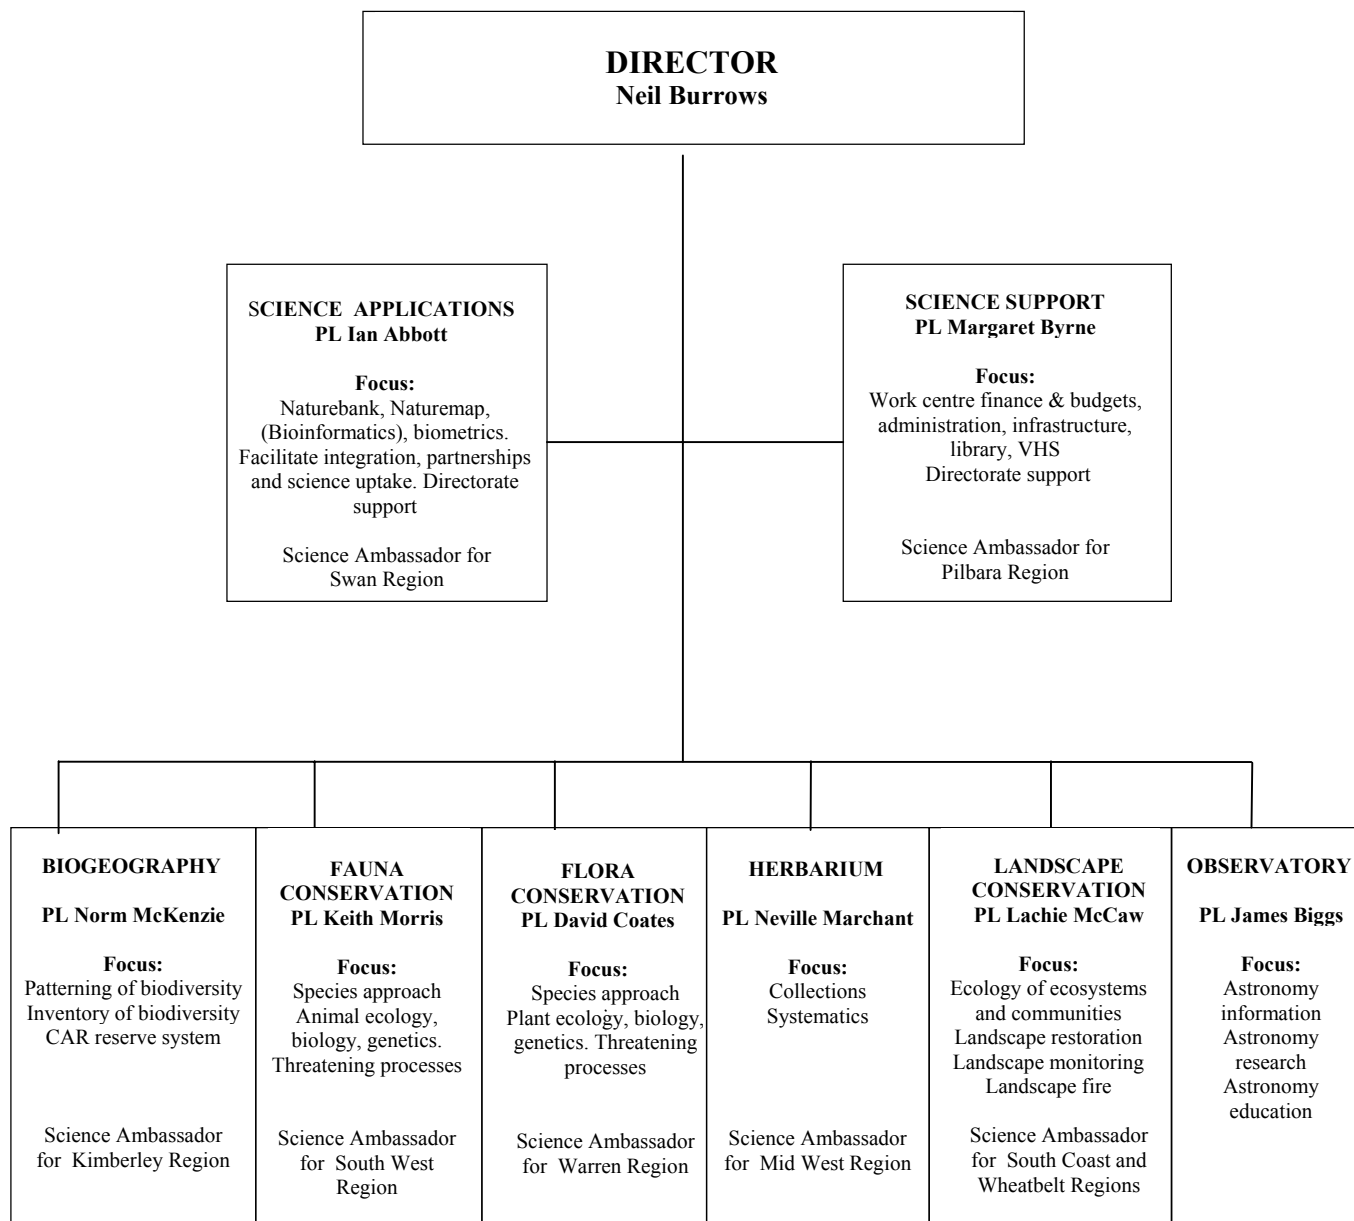 DIRECTOR
Neil Burrows
SCIENCE APPLICATIONS
PL Ian Abbott
Focus:
Naturebank, Naturemap,
(Bioinformatics), biometrics.
Facilitate integration, partnerships
and science uptake. Directorate
support
Science Ambassador for
Swan Region
SCIENCE SUPPORT
PL Margaret Byrne
Focus:
Work centre finance & budgets,
administration, infrastructure,
library, VHS
Directorate support
Science Ambassador for
Pilbara Region
BIOGEOGRAPHY
PL Norm McKenzie
Focus:
Patterning of biodiversity
Inventory of biodiversity
CAR reserve system
Science Ambassador
for Kimberley Region
FAUNA
CONSERVATION
PL Keith Morris
Focus:
Species approach
Animal ecology,
biology, genetics.
Threatening processes
Science Ambassador
for South West
Region
FLORA
CONSERVATION
PL David Coates
Focus:
Species approach
Plant ecology, biology,
genetics. Threatening
processes
Science Ambassador
for Warren Region
HERBARIUM
PL Neville Marchant
Focus:
Collections
Systematics
Science Ambassador
for Mid West Region
LANDSCAPE
CONSERVATION
PL Lachie McCaw
Focus:
Ecology of ecosystems
and communities
Landscape restoration
Landscape monitoring
Landscape fire
Science Ambassador
for South Coast and
Wheatbelt Regions
OBSERVATORY
PL James Biggs
Focus:
Astronomy
information
Astronomy
research
Astronomy
education